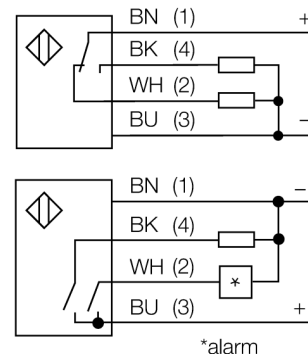 BN (1) +
BK (4)
WH (2)
BU (3) −
BN (1) −
BK (4)
WH (2)
*
BU (3) +
*alarm